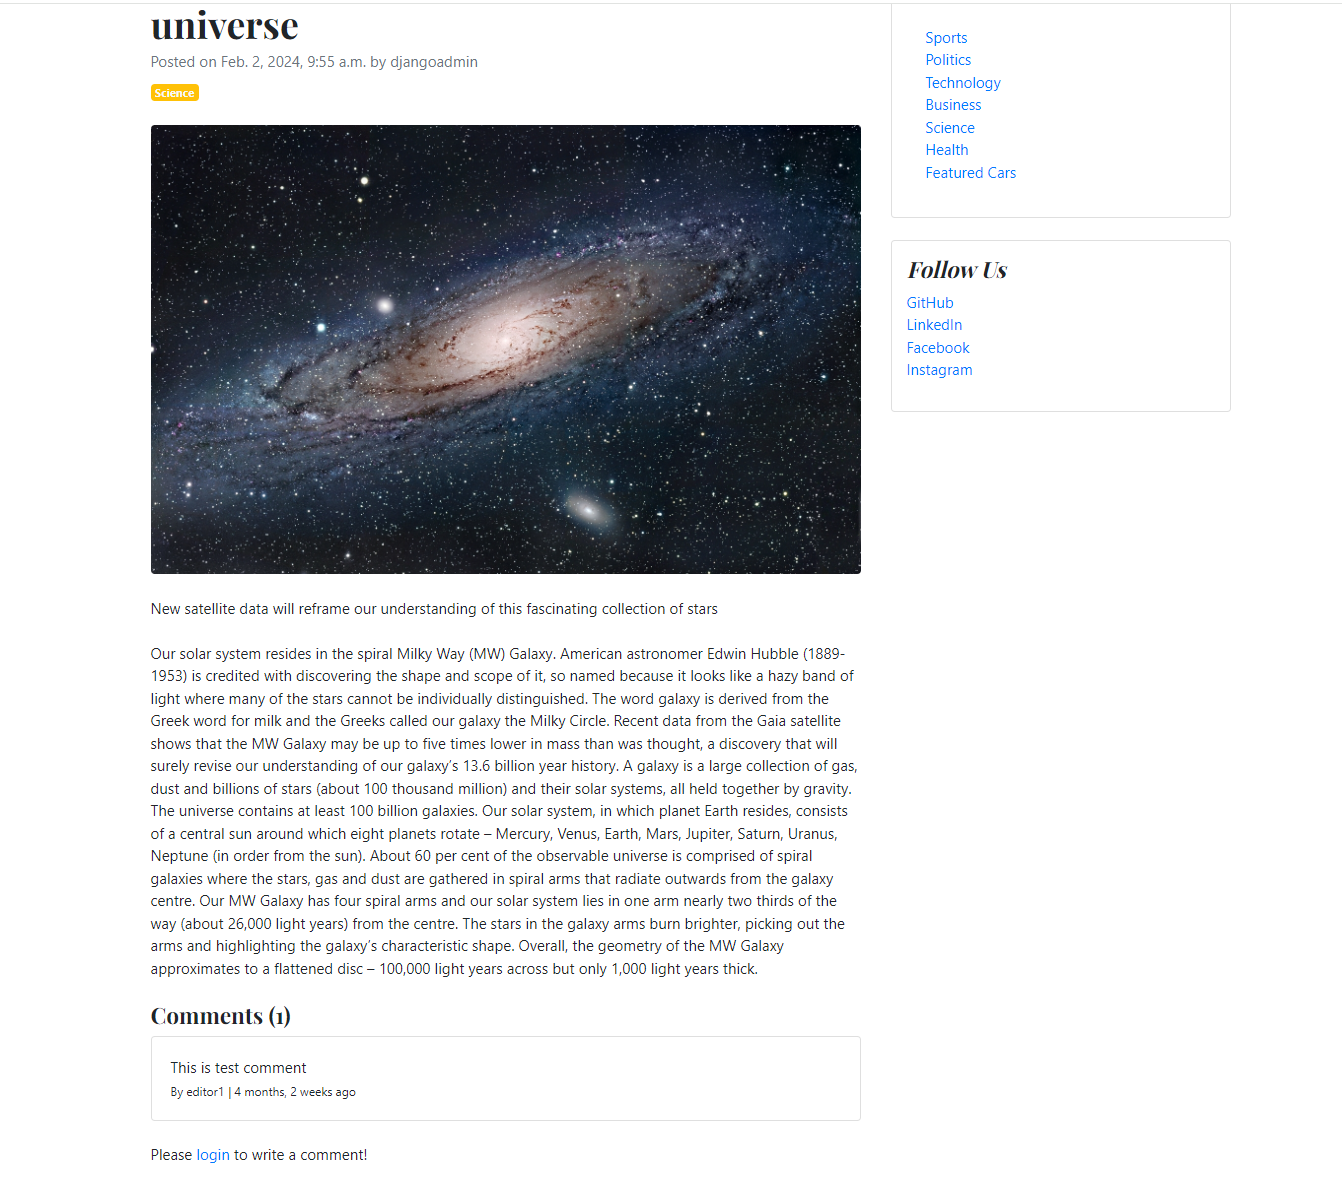 universe
Posted on Feb. 2, 2024, 9:55 a.m. by djangoadmin
Science
New satellite data will reframe our understanding of this fascinating collection of stars
Our solar system resides in the spiral Milky Way (MW) Galaxy. American astronomer Edwin Hubble (1889-
1953) is credited with discovering the shape and scope of it, so named because it looks like a hazy band of
light where many of the stars cannot be individually distinguished. The word galaxy is derived from the
Greek word for milk and the Greeks called our galaxy the Milky Circle. Recent data from the Gaia satellite
shows that the MW Galaxy may be up to five times lower in mass than was thought, a discovery that will
surely revise our understanding of our galaxy’s 13.6 billion year history. A galaxy is a large collection of gas,
dust and billions of stars (about 100 thousand million) and their solar systems, all held together by gravity.
The universe contains at least 100 billion galaxies. Our solar system, in which planet Earth resides, consists
of a central sun around which eight planets rotate – Mercury, Venus, Earth, Mars, Jupiter, Saturn, Uranus,
Neptune (in order from the sun). About 60 per cent of the observable universe is comprised of spiral
galaxies where the stars, gas and dust are gathered in spiral arms that radiate outwards from the galaxy
centre. Our MW Galaxy has four spiral arms and our solar system lies in one arm nearly two thirds of the
way (about 26,000 light years) from the centre. The stars in the galaxy arms burn brighter, picking out the
arms and highlighting the galaxy’s characteristic shape. Overall, the geometry of the MW Galaxy
approximates to a flattened disc – 100,000 light years across but only 1,000 light years thick.
Comments (1)
This is test comment
By editor1 | 4 months, 2 weeks ago
Please login to write a comment!
Sports
Politics
Technology
Business
Science
Health
Featured Cars
Follow Us
GitHub
LinkedIn
Facebook
Instagram